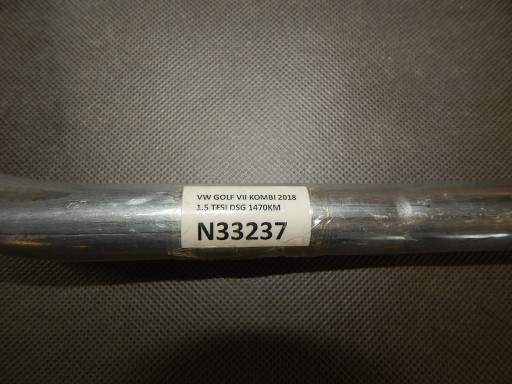 VW GOLF VII KOMBI 2018
1.5 TFSI DSG 1470KM
N33237